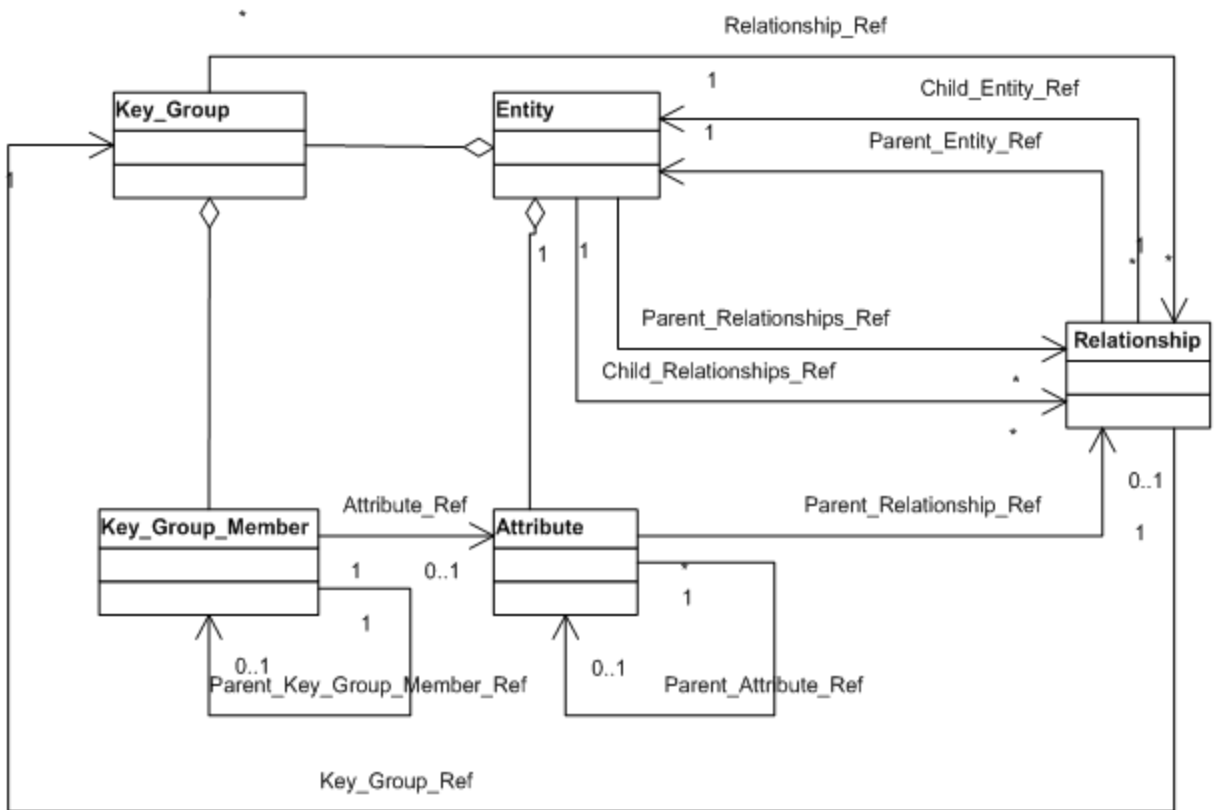 *
Relationship_Ref
1
Child_Entity_Ref
Key_Group
Entity
1
Parent_Entity_Ref
1
1
1
1
*
*
Parent_Relationships_Ref
Relationship
Child_Relationships_Ref
*
*
0..1
Attribute_Ref
Parent_Relationship_Ref
Key_Group_Member
Attribute
1
1
0..1
*
1
1
0..1
0..1
Parent_Key_Group_Member_Ref
Parent_Attribute_Ref
Key_Group_Ref